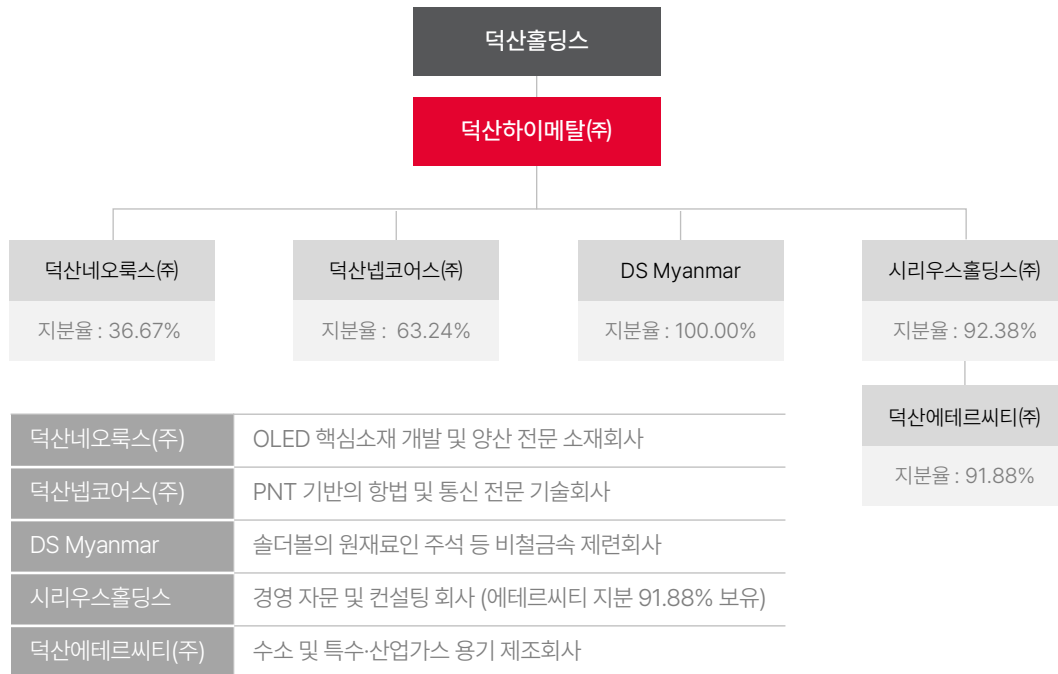 덕산홀딩스
덕산하이메탈㈜
덕산네오룩스㈜
지분율 : 36.67%
덕산넵코어스㈜
지분율 : 63.24%
DS Myanmar
지분율 : 100.00%
시리우스홀딩스㈜
지분율 : 92.38%
덕산에테르씨티㈜
지분율 : 91.88%
덕산네오룩스(주) OLED 핵심소재 개발 및 양산 전문 소재회사
덕산넵코어스(주) PNT 기반의 항법 및 통신 전문 기술회사
DS Myanmar 솔더볼의 원재료인 주석 등 비철금속 제련회사
시리우스홀딩스 경영 자문 및 컨설팅 회사 (에테르씨티 지분 91.88% 보유)
덕산에테르씨티(주) 수소 및 특수·산업가스 용기 제조회사